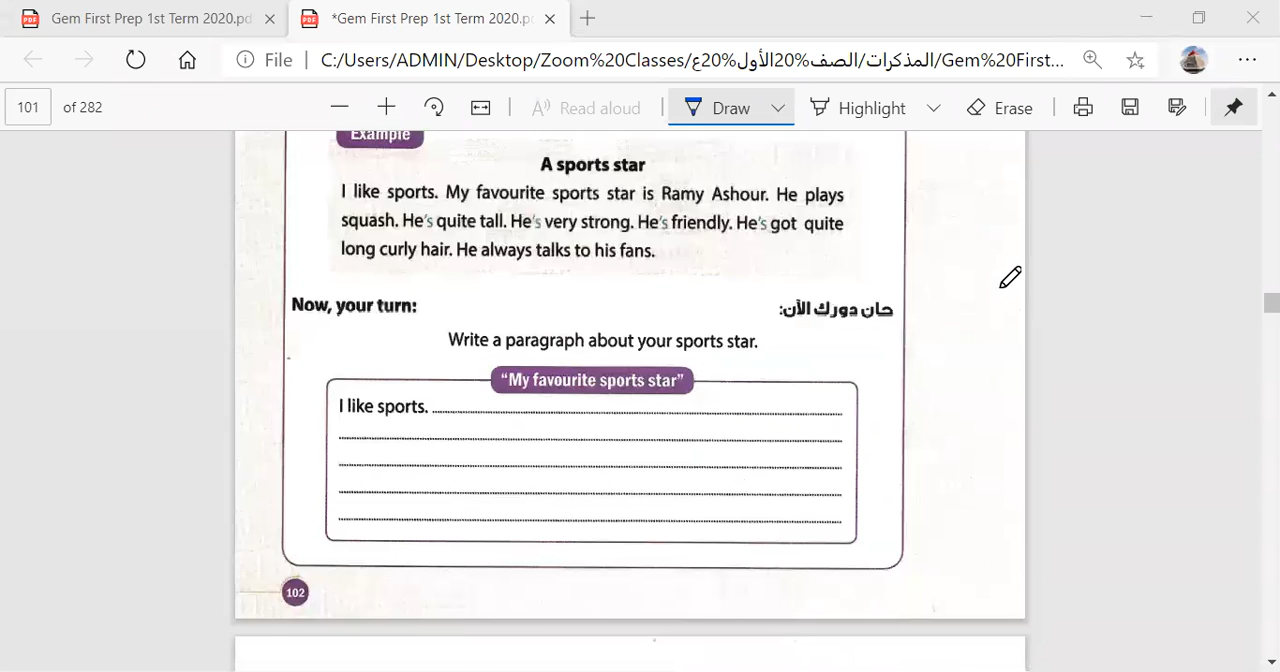 Gem First Prep 1st Term 2020.pd
*Gem First Prep 1st Term 2020.p
File
C:/Users/ADMIN/Desktop/Zoom%20Classes/المذكرات/الصف%20الأول%20ع/Gem%20First...
101 of 282
Read aloud
Draw
Highlight
Erase
Example
A sports star
I like sports. My favourite sports star is Ramy Ashour. He plays
squash. He's quite tall. He's very strong. He's friendly. He's got quite
long curly hair. He always talks to his fans.
Now, your turn:
حان دورك الآن:
Write a paragraph about your sports star.
“My favourite sports star”
I like sports.
102